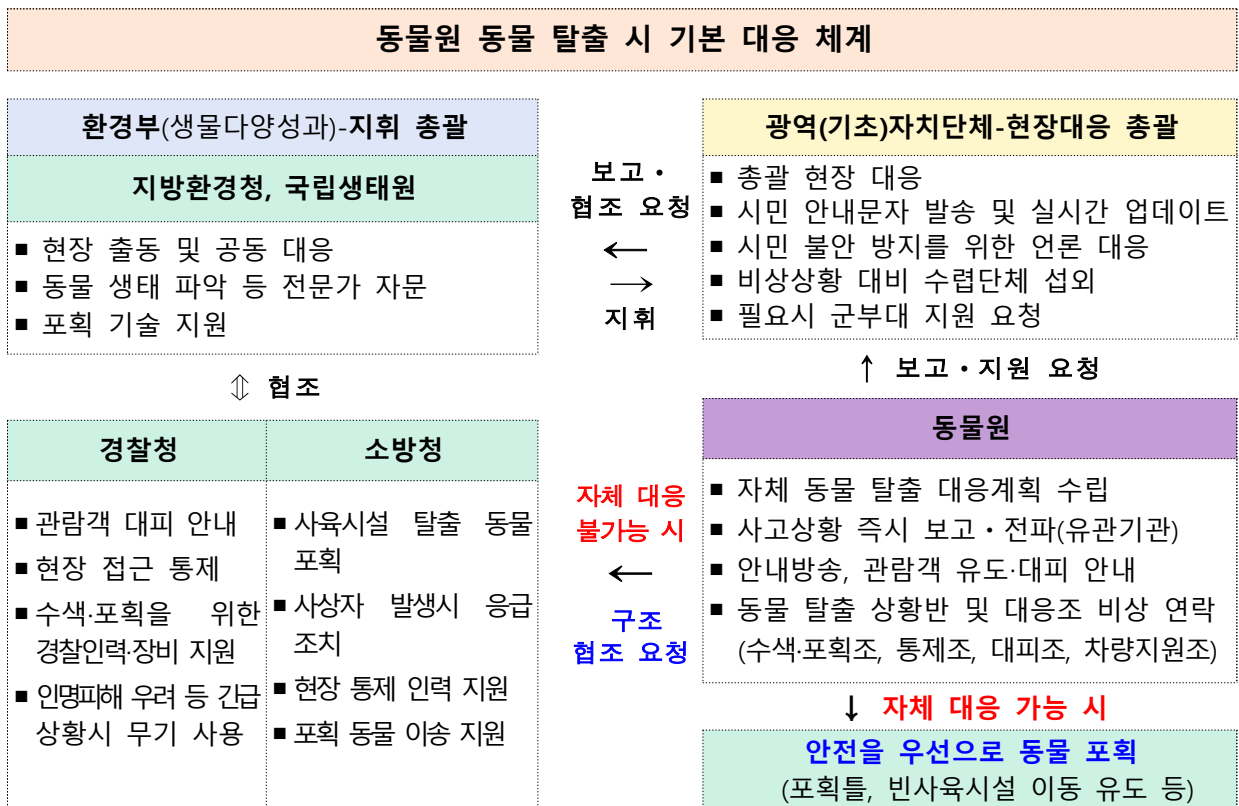 동물원 동물 탈출 시 기본 대응 체계
환경부(생물다양성과)-지휘 총괄
지방환경청, 국립생태원
■ 현장 출동 및 공동 대응
■ 동물 생태 파악 등 전문가 자문
■ 포획 기술 지원
보고・
협조 요청
←
→
지휘
광역(기초)자치단체-현장대응 총괄
■ 총괄 현장 대응
■ 시민 안내문자 발송 및 실시간 업데이트
■ 시민 불안 방지를 위한 언론 대응
■ 비상상황 대비 수렵단체 섭외
■ 필요시 군부대 지원 요청
⇕ 협조
↑ 보고・지원 요청
경찰청
■ 관람객 대피 안내
■ 현장 접근 통제
■ 수색·포획을 위한
경찰인력·장비 지원
■ 인명피해 우려 등 긴급
상황시 무기 사용
소방청
■ 사육시설 탈출 동물
포획
■ 사상자 발생시 응급
조치
■ 현장 통제 인력 지원
■ 포획 동물 이송 지원
자체 대응
불가능 시
←
구조
협조 요청
동물원
■ 자체 동물 탈출 대응계획 수립
■ 사고상황 즉시 보고・전파(유관기관)
■ 안내방송, 관람객 유도·대피 안내
■ 동물 탈출 상황반 및 대응조 비상 연락
(수색·포획조, 통제조, 대피조, 차량지원조)
↓ 자체 대응 가능 시
안전을 우선으로 동물 포획
(포획틀, 빈사육시설 이동 유도 등)